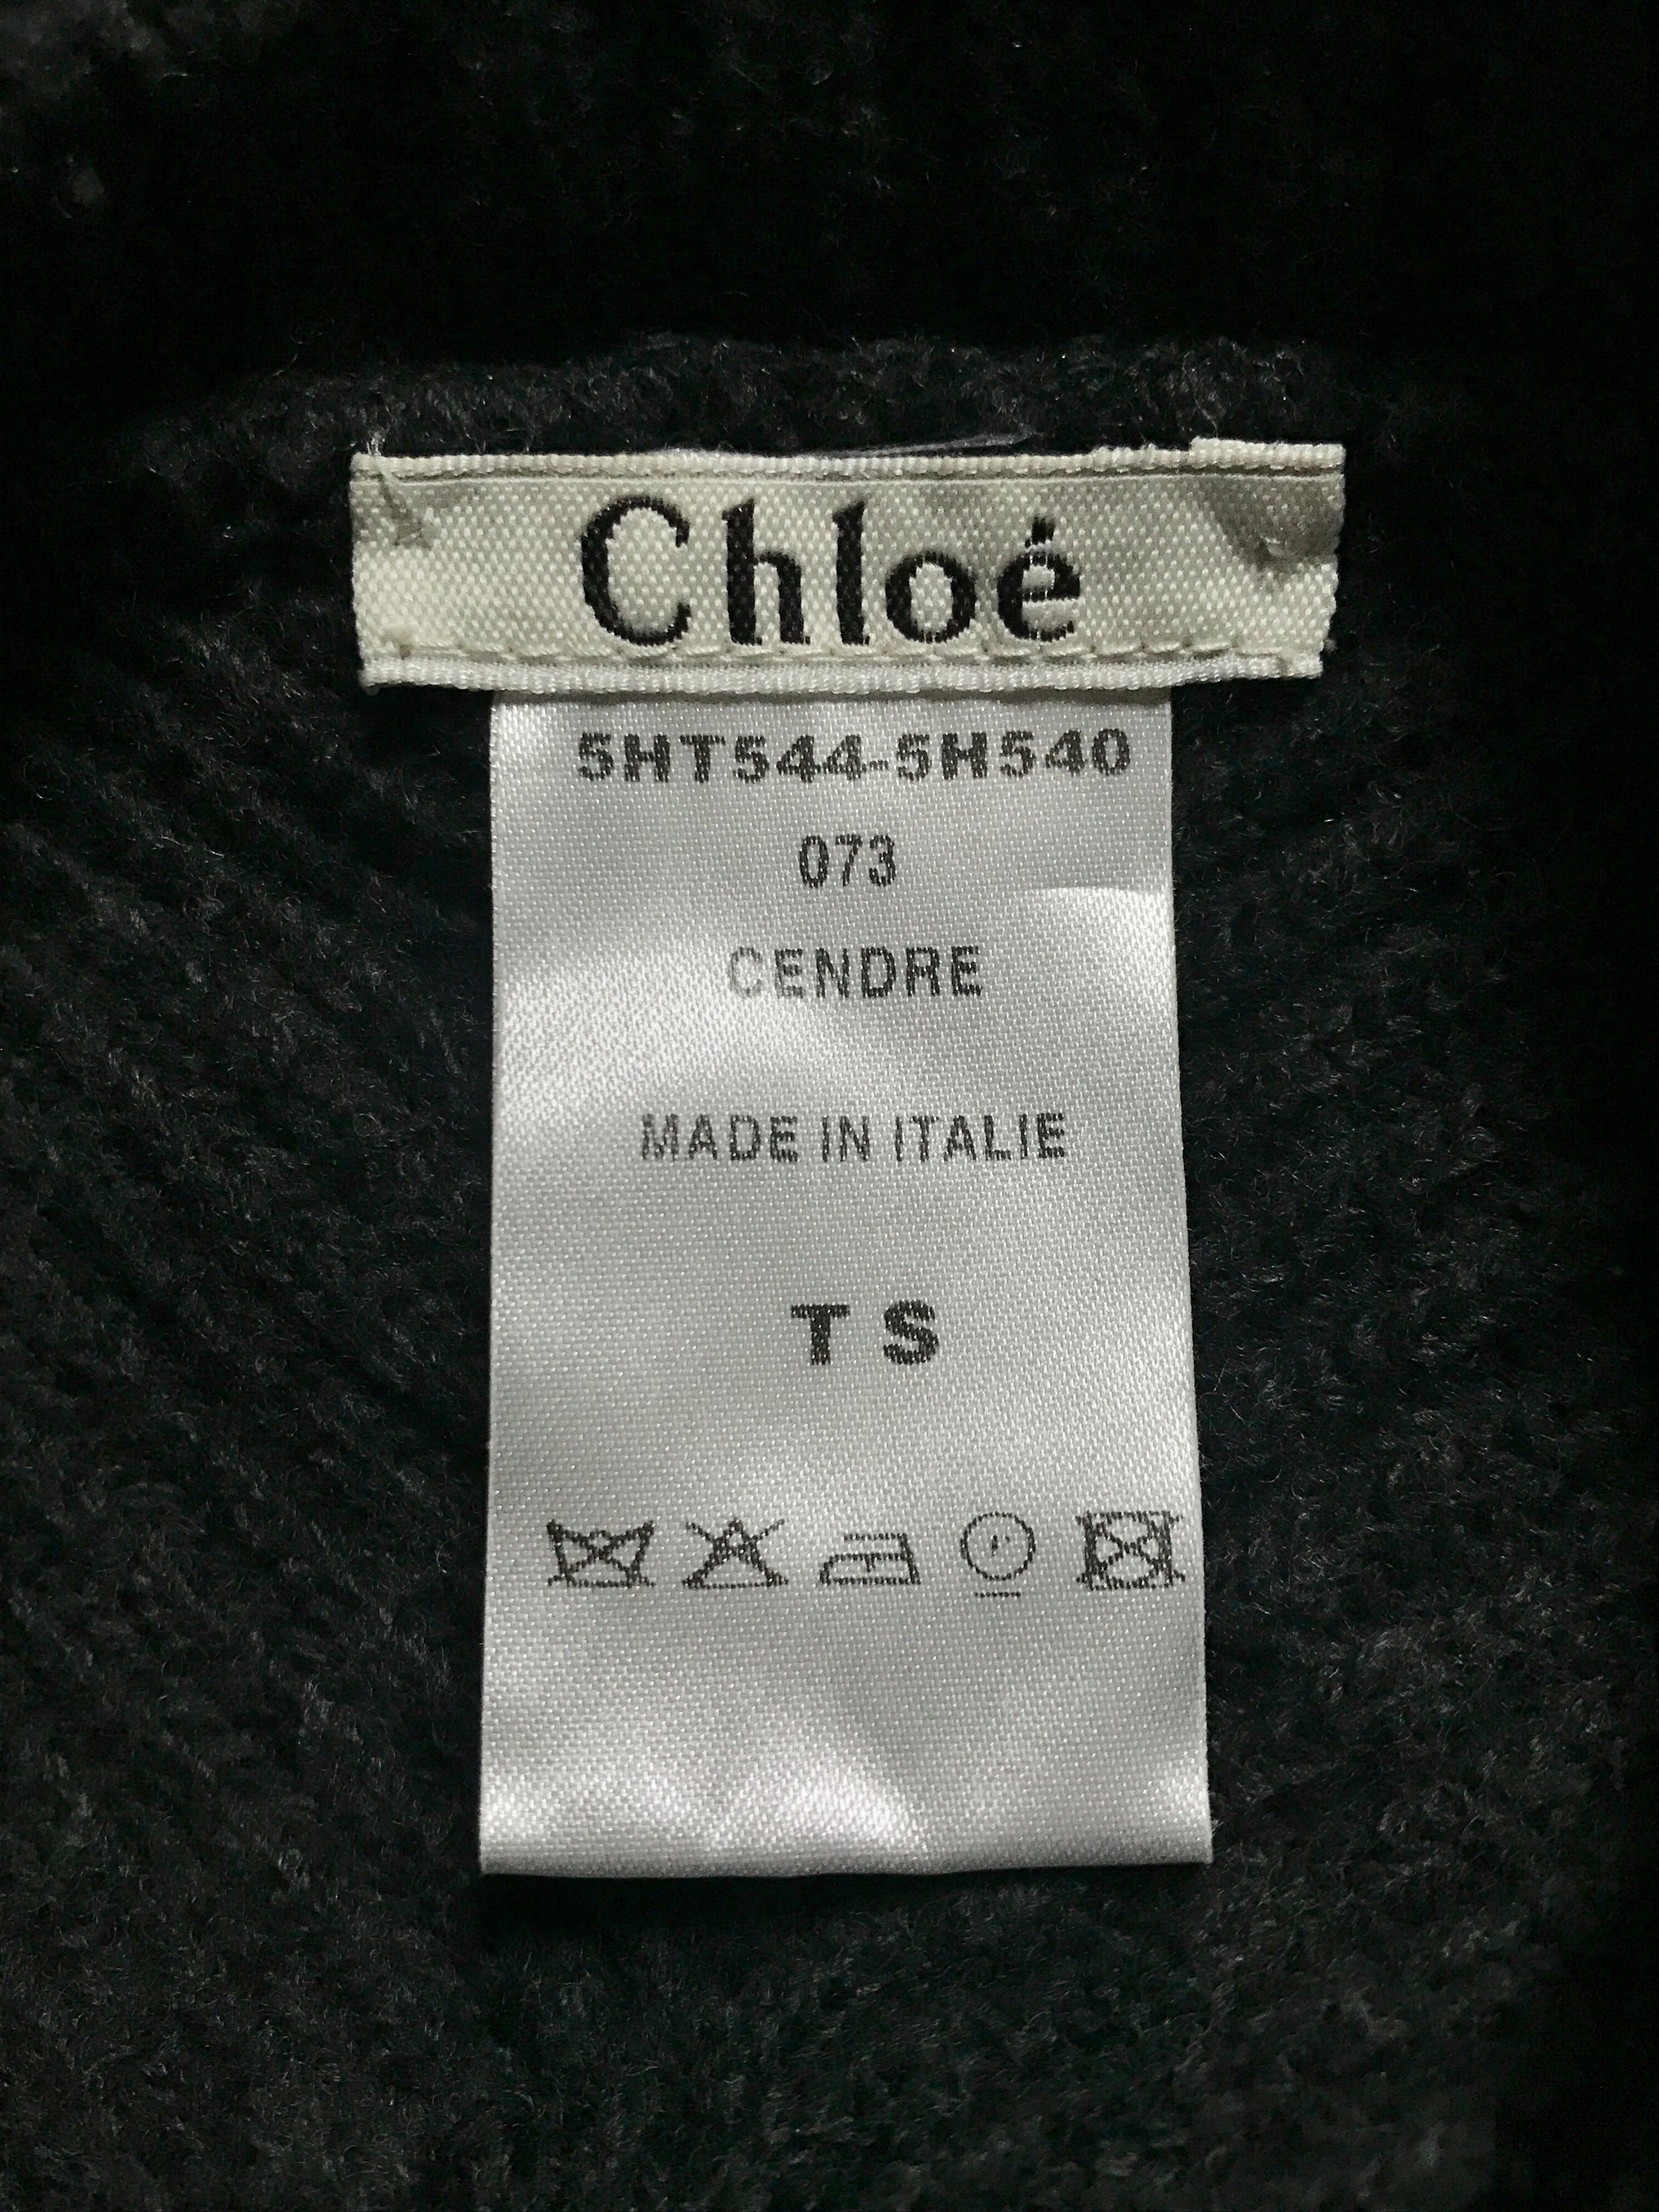 Chloé
5HT544-5H540
073
CENDRE
MADE IN ITALIE
T S
P